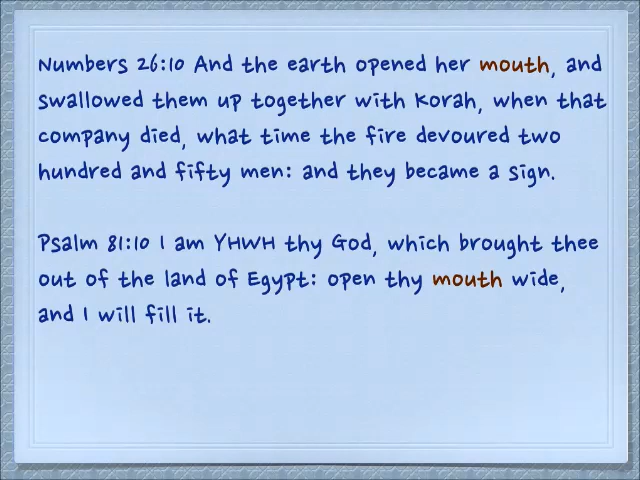 Numbers 26:10 And the earth opened her mouth, and
swallowed them up together with Korah, when that
company died, what time the fire devoured two
hundred and fifty men: and they became a sign.
Psalm 81:10 I am YHWH thy God, which brought thee
out of the land of Egypt: open thy mouth wide,
and I will fill it.